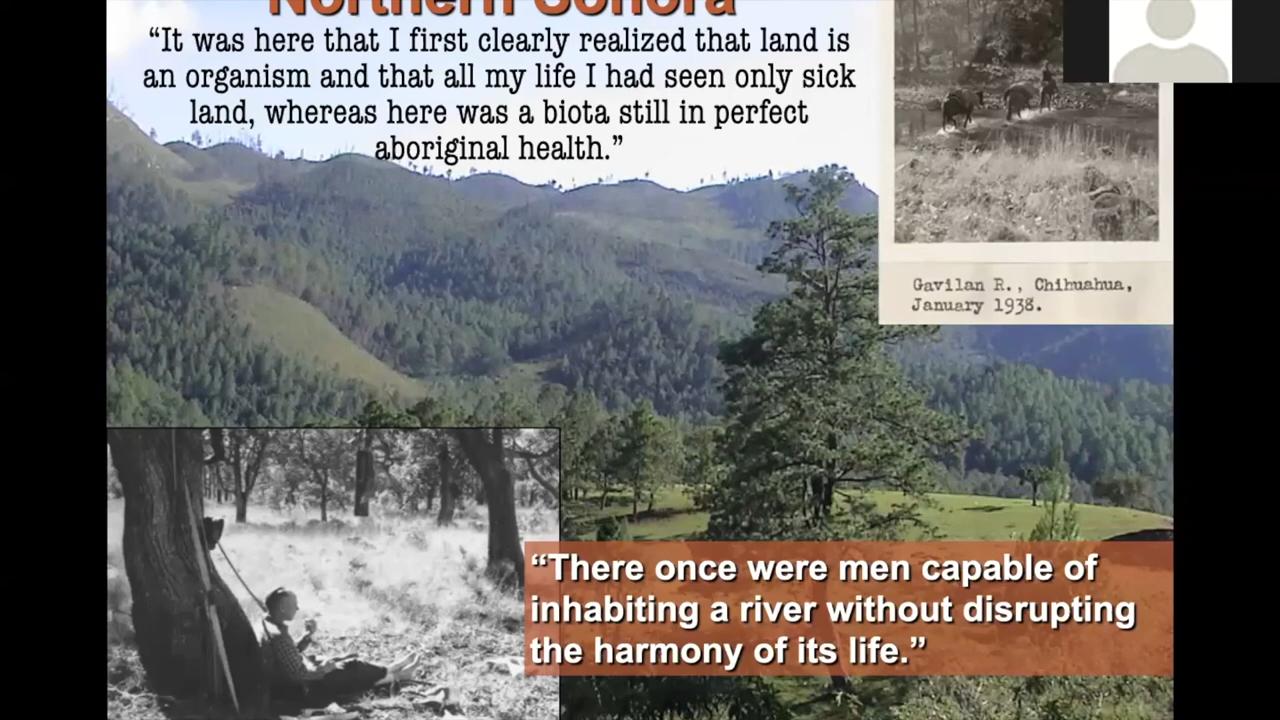 Northern Sonora
“It was here that I first clearly realized that land is
an organism and that all my life I had seen only sick
land, whereas here was a biota still in perfect
aboriginal health.”
Gavilan R., Chihuahua,
January 1938.
“There once were men capable of
inhabiting a river without disrupting
the harmony of its life.”